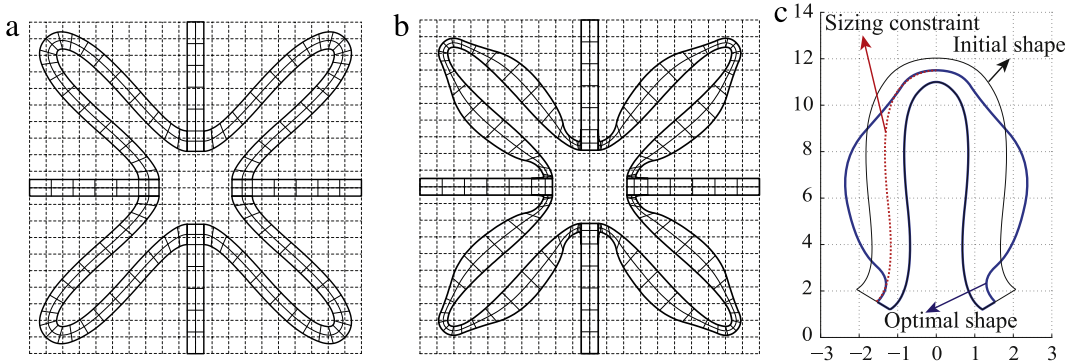 a
b
c
14
Sizing constraint
Initial shape
12
10
8
6
4
2
Optimal shape
0
−3 −2 −1 0 1 2 3